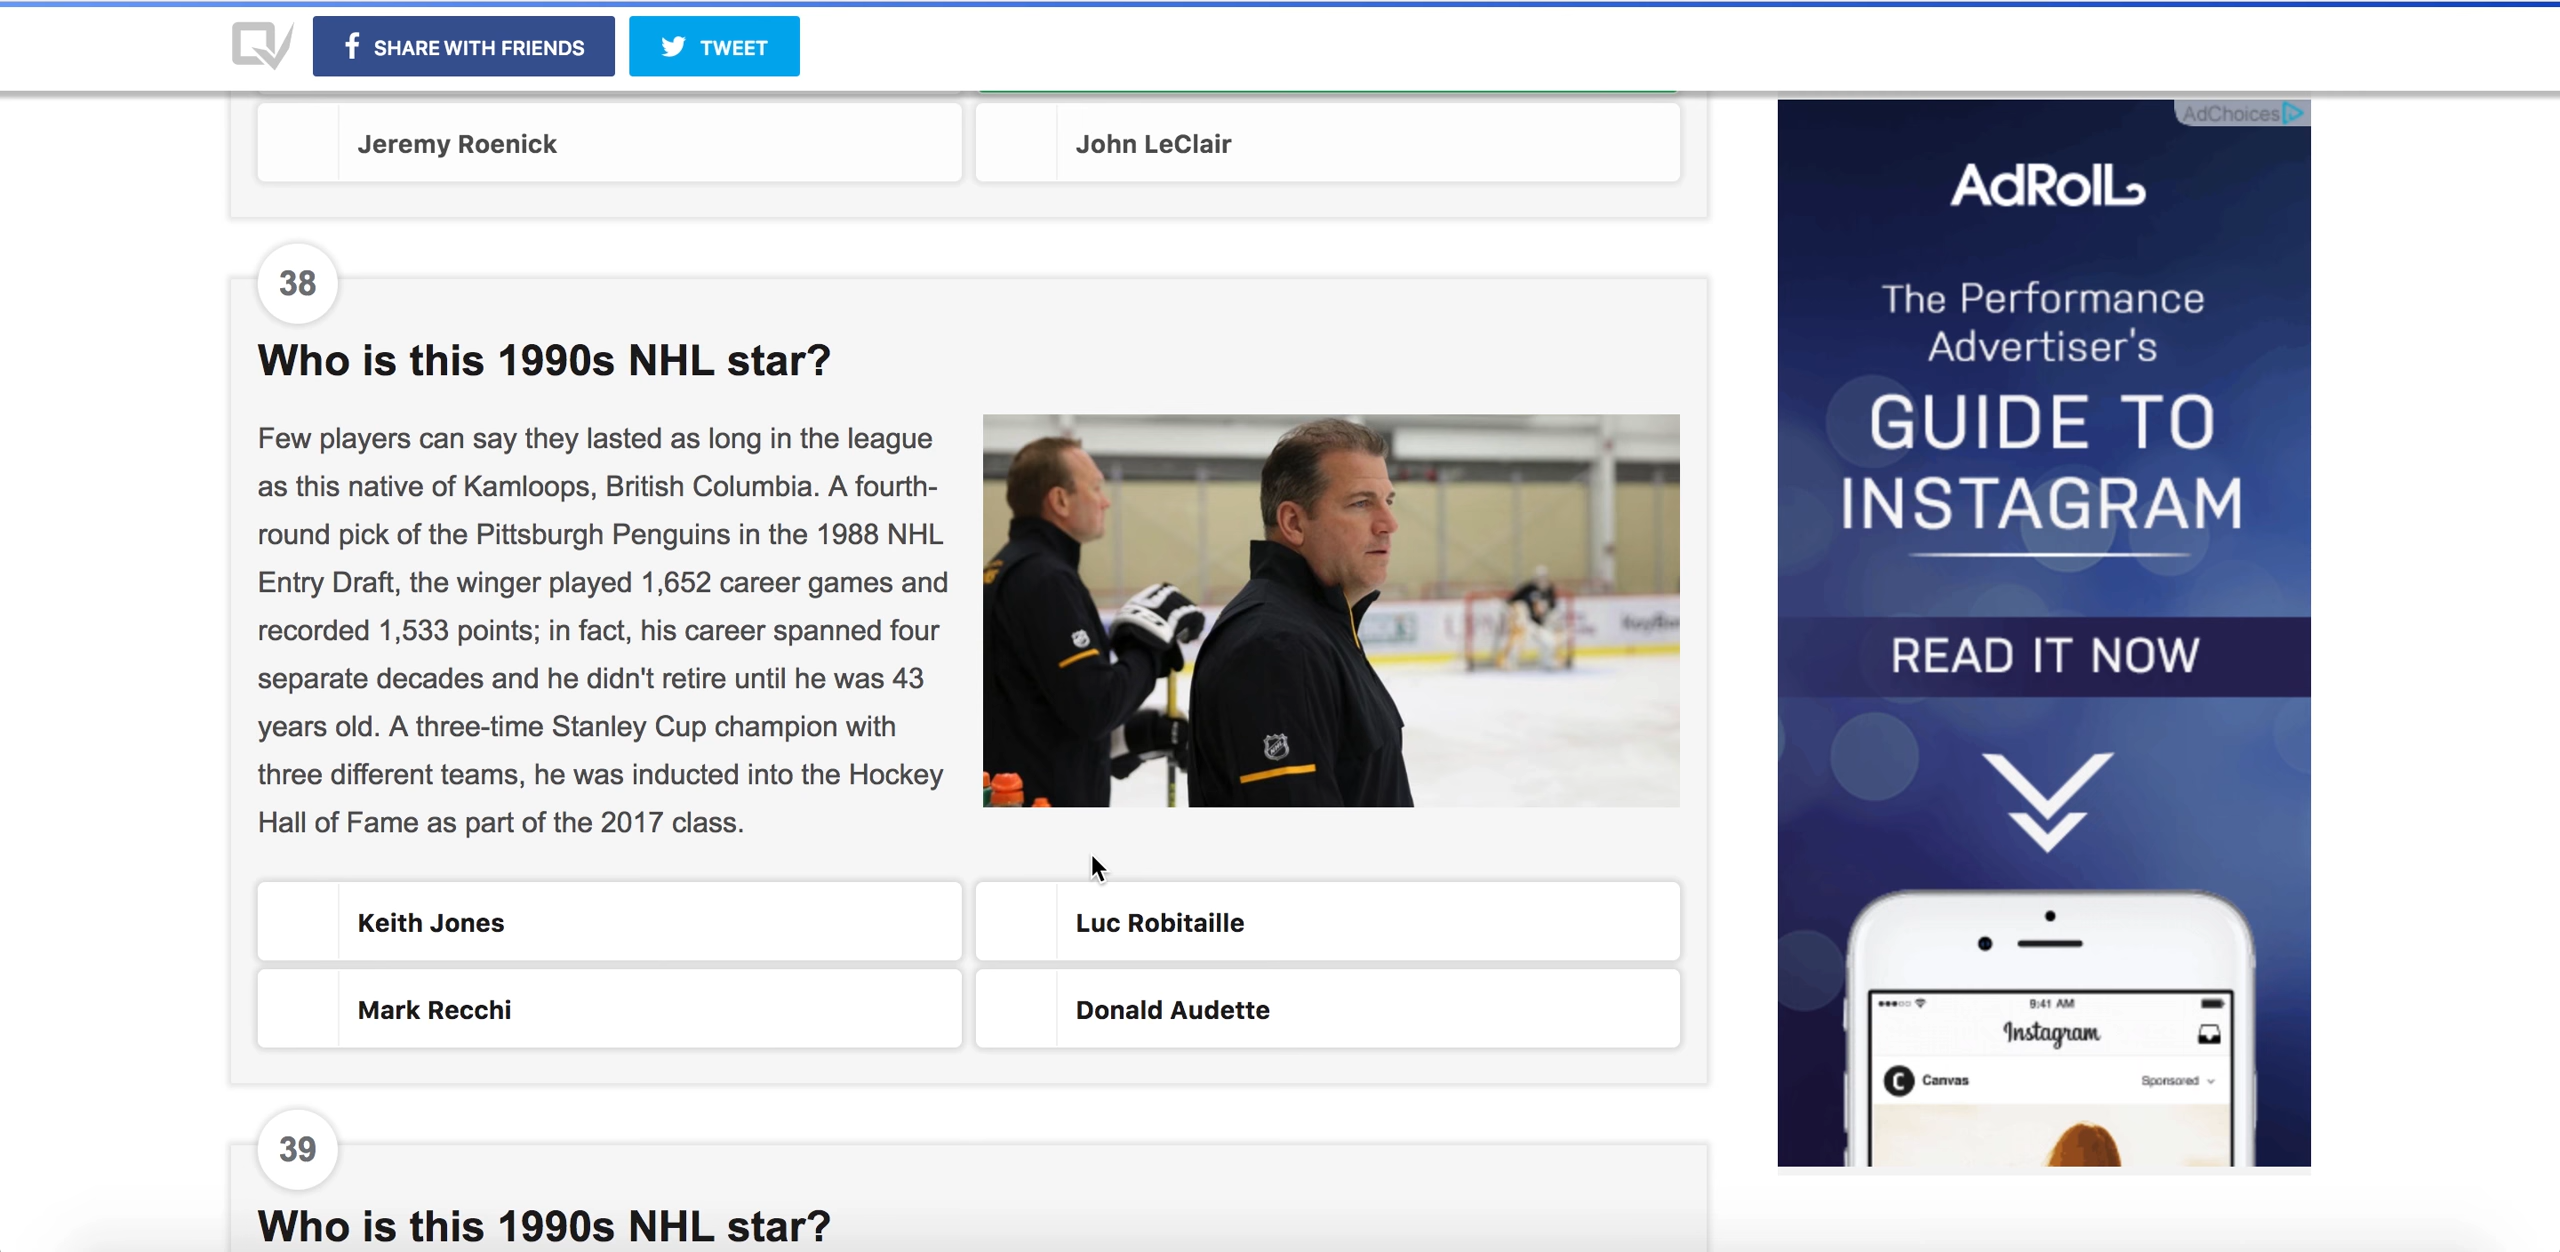 SHARE WITH FRIENDS
TWEET
Jeremy Roenick
John LeClair
38
Who is this 1990s NHL star?
Few players can say they lasted as long in the league
as this native of Kamloops, British Columbia. A fourth-
round pick of the Pittsburgh Penguins in the 1988 NHL
Entry Draft, the winger played 1,652 career games and
recorded 1,533 points; in fact, his career spanned four
separate decades and he didn't retire until he was 43
years old. A three-time Stanley Cup champion with
three different teams, he was inducted into the Hockey
Hall of Fame as part of the 2017 class.
Keith Jones
Luc Robitaille
Mark Recchi
Donald Audette
39
Who is this 1990s NHL star?
AdChoices
AdRoll
The Performance
Advertiser's
GUIDE TO
INSTAGRAM
READ IT NOW
9:41 AM
Instagram
C
Canvas
Sponsored